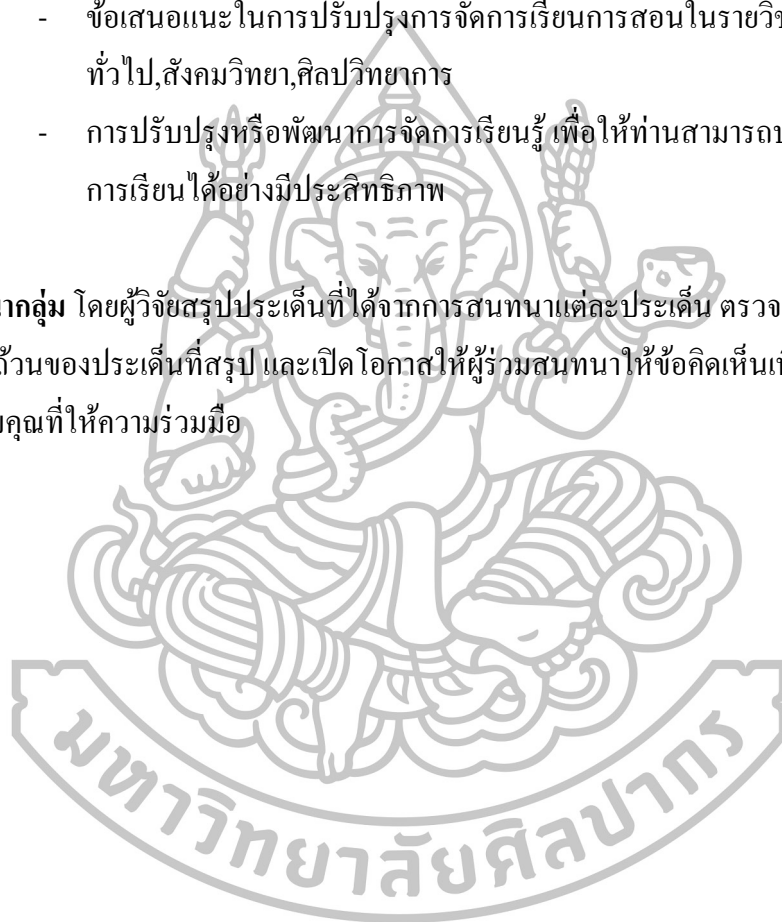 - ข้อเสนอแนะในการปรับปรุงการจัดการเรียนการสอนในรายวิช
ทั่วไป,สังคมวิทยา,ศิลปวิทยาการ
- การปรับปรุงหรือพัฒนาการจัดการเรียนรู้ เพื่อให้ท่านสามารถบ
การเรียนได้อย่างมีประสิทธิภาพ
ากลุ่ม โดยผู้วิจัยสรุปประเด็นที่ได้จากการสนทนาแต่ละประเด็น ตรวจ
ถ้วนของประเด็นที่สรุป และเปิดโอกาสให้ผู้ร่วมสนทนาให้ข้อคิดเห็นเ
คุณที่ให้ความร่วมมือ
มหาวิทยาลัยศิลปากร